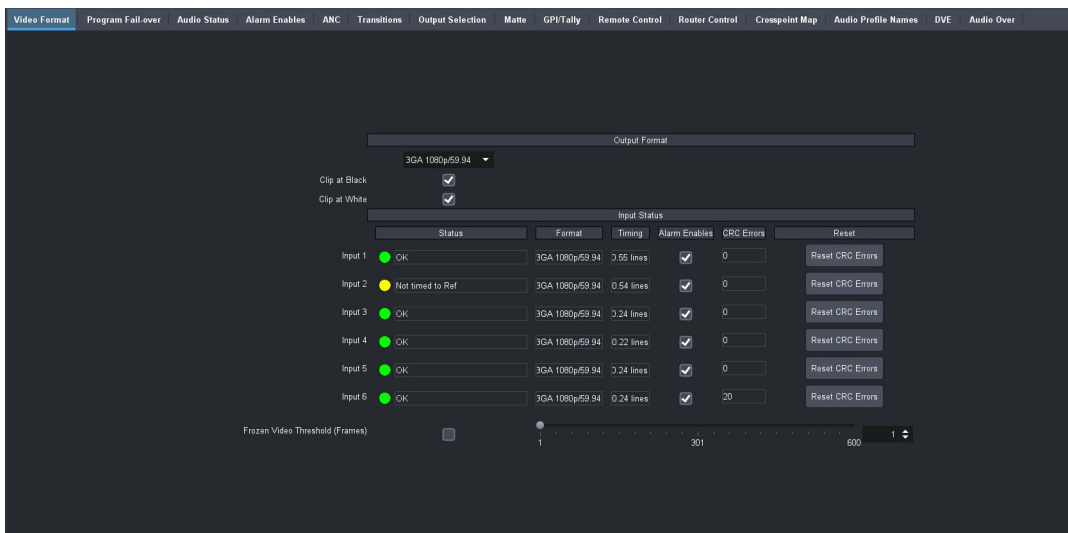 Video Format Program Fail-over Audio Status Alarm Enables ANC Transitions Output Selection Matte GPI/Tally Remote Control Router Control Crosspoint Map Audio Profile Names DVE Audio Over
Output Format
3GA 1080p/59.94
Clip at Black
Clip at White
Input Status
Status Format Timing Alarm Enables CRC Errors Reset
Input 1 OK 3GA 1080p/59.94 0.55 lines 0 Reset CRC Errors
Input 2 Not timed to Ref 3GA 1080p/59.94 0.54 lines 0 Reset CRC Errors
Input 3 OK 3GA 1080p/59.94 0.24 lines 0 Reset CRC Errors
Input 4 OK 3GA 1080p/59.94 0.22 lines 0 Reset CRC Errors
Input 5 OK 3GA 1080p/59.94 0.24 lines 0 Reset CRC Errors
Input 6 OK 3GA 1080p/59.94 0.24 lines 20 Reset CRC Errors
Frozen Video Threshold (Frames) 1
1 301 600